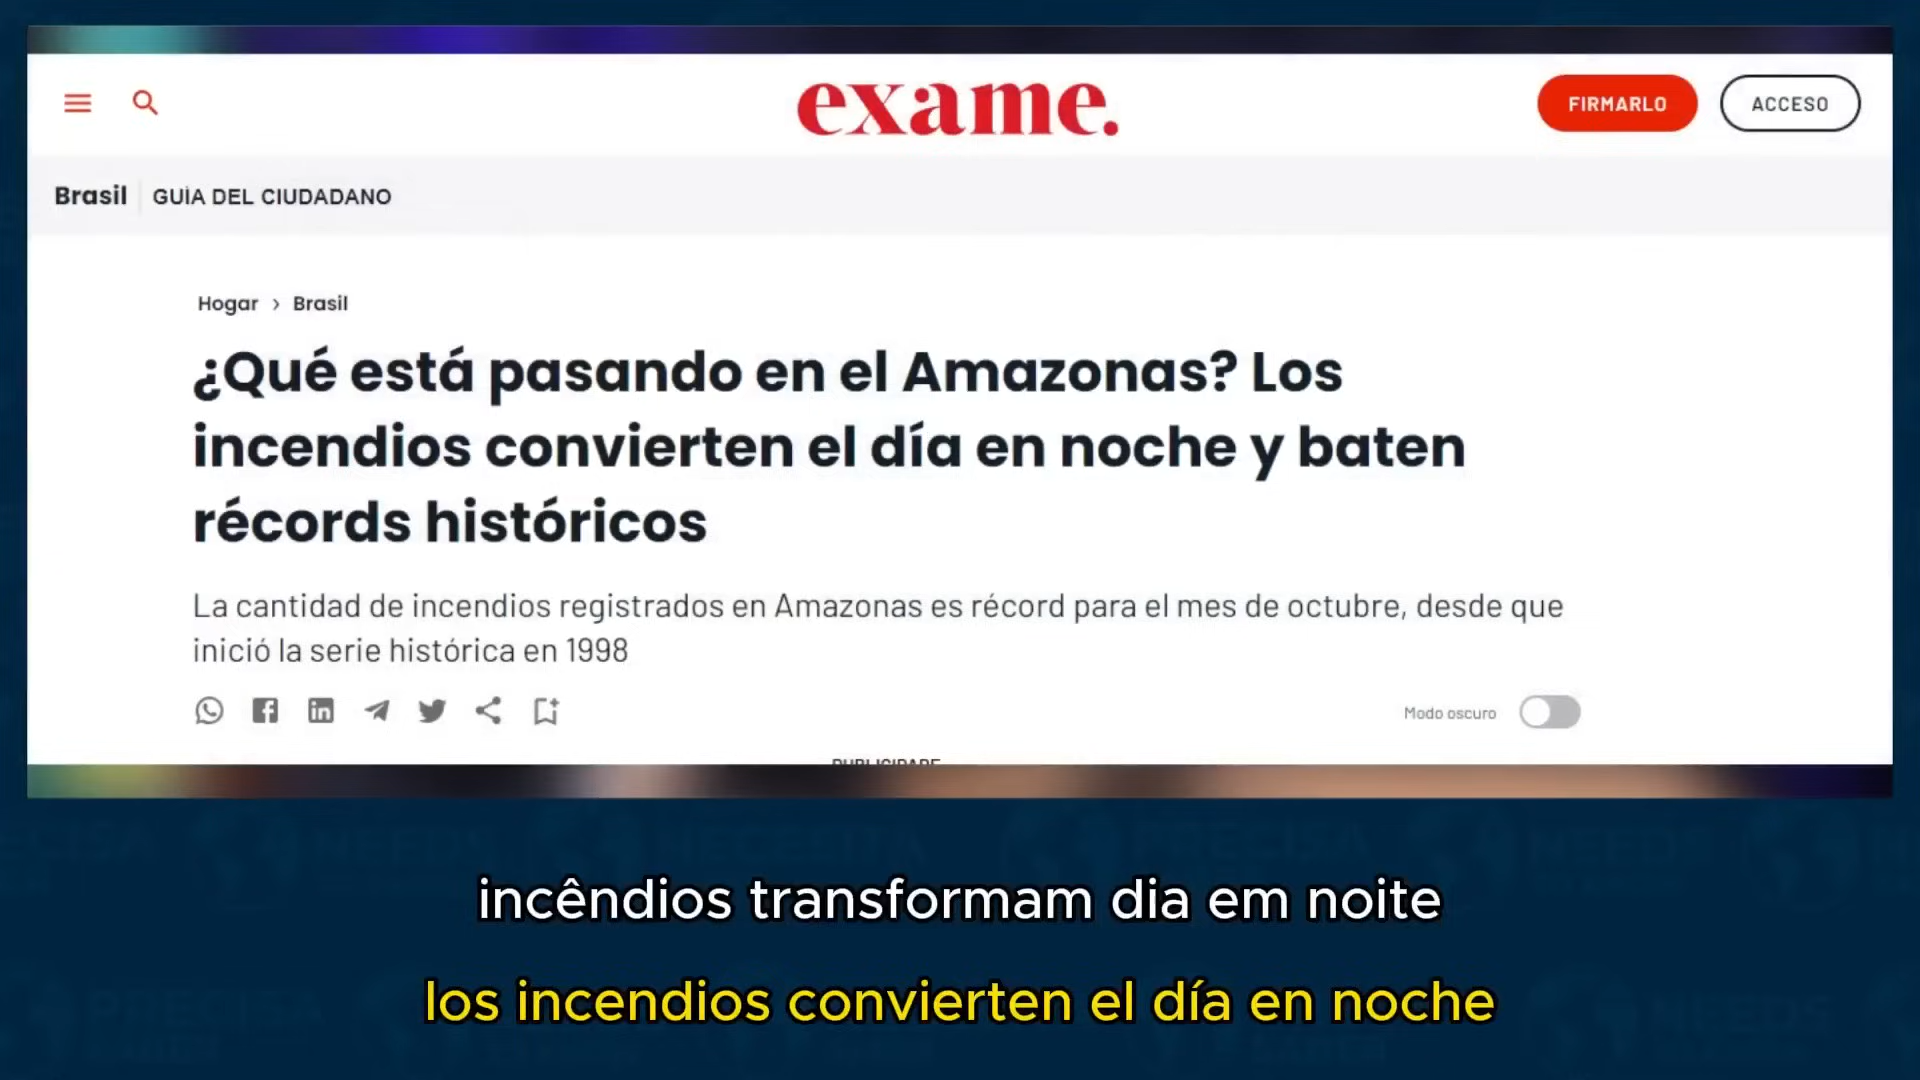 exame.
FIRMARLO
ACCESO
Brasil
GUÍA DEL CIUDADANO
Hogar > Brasil
¿Qué está pasando en el Amazonas? Los
incendios convierten el día en noche y baten
récords históricos
La cantidad de incendios registrados en Amazonas es récord para el mes de octubre, desde que
inició la serie histórica en 1998
Modo oscuro
PUBLICIDADE
incêndios transformam dia em noite
los incendios convierten el día en noche